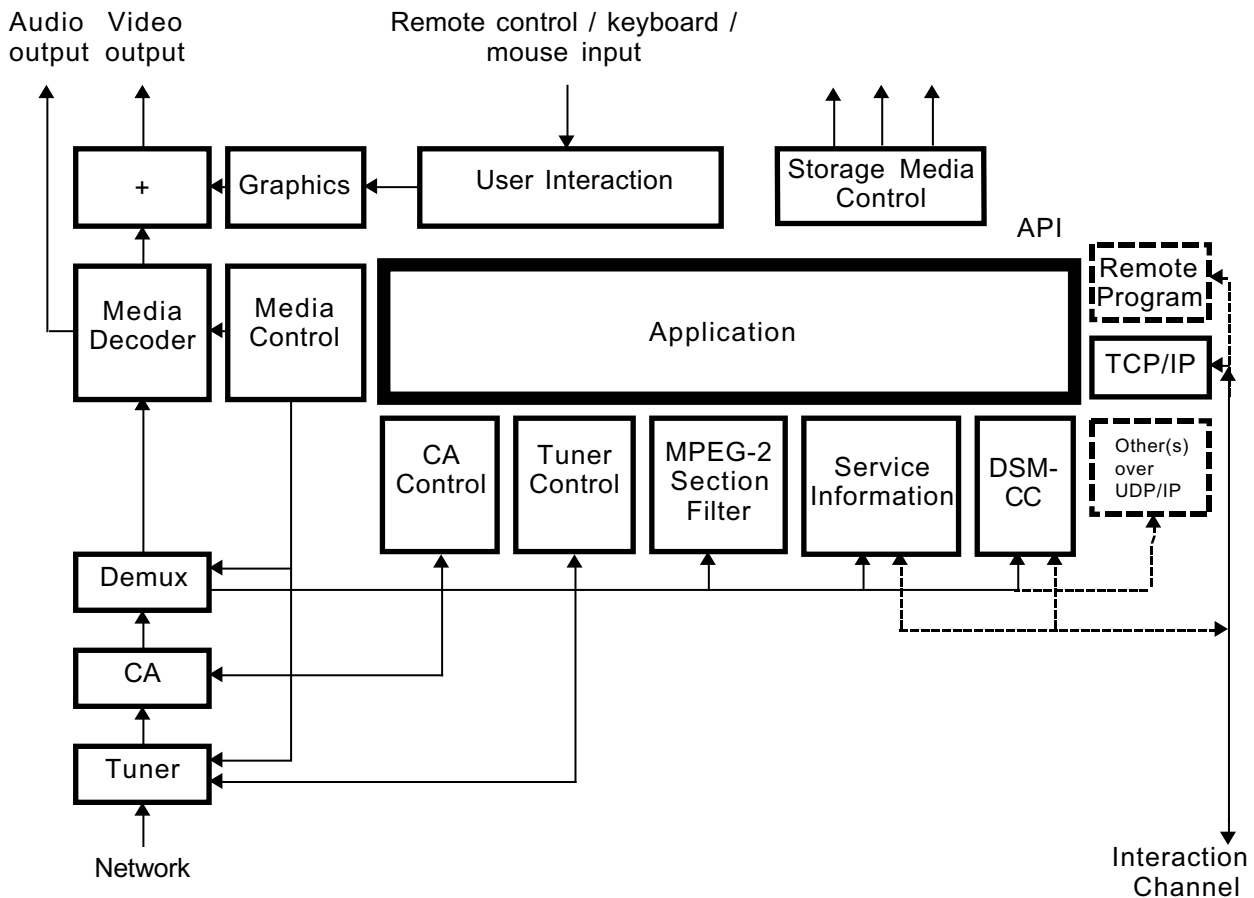 Audio Video
output output
Remote control / keyboard /
mouse input
+
Graphics
User Interaction
Storage Media
Control
API
Media
Decoder
Media
Control
Application
Remote
Program
TCP/IP
CA
Control
Tuner
Control
MPEG-2
Section
Filter
Service
Information
DSM-
CC
Other(s)
over
UDP/IP
Demux
CA
Tuner
Network
Interaction
Channel